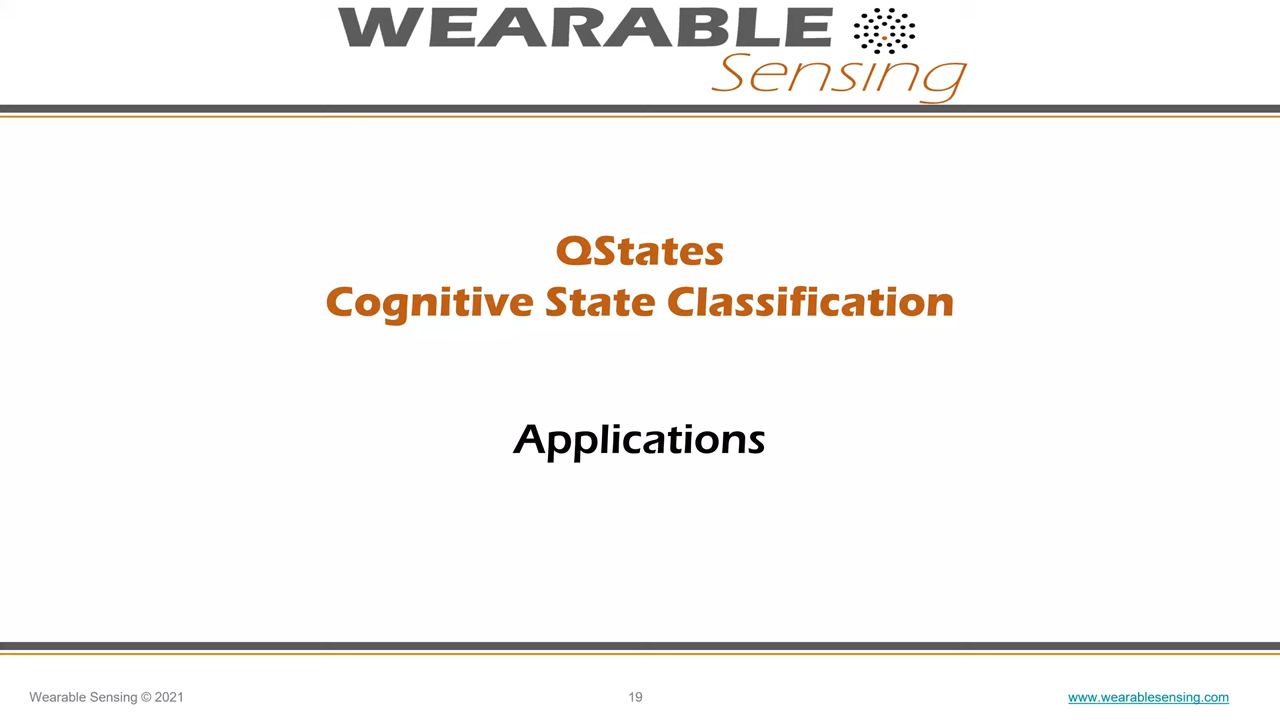 WEARABLE
Sensing
QStates
Cognitive State Classification
Applications
Wearable Sensing © 2021
19
www.wearablesensing.com